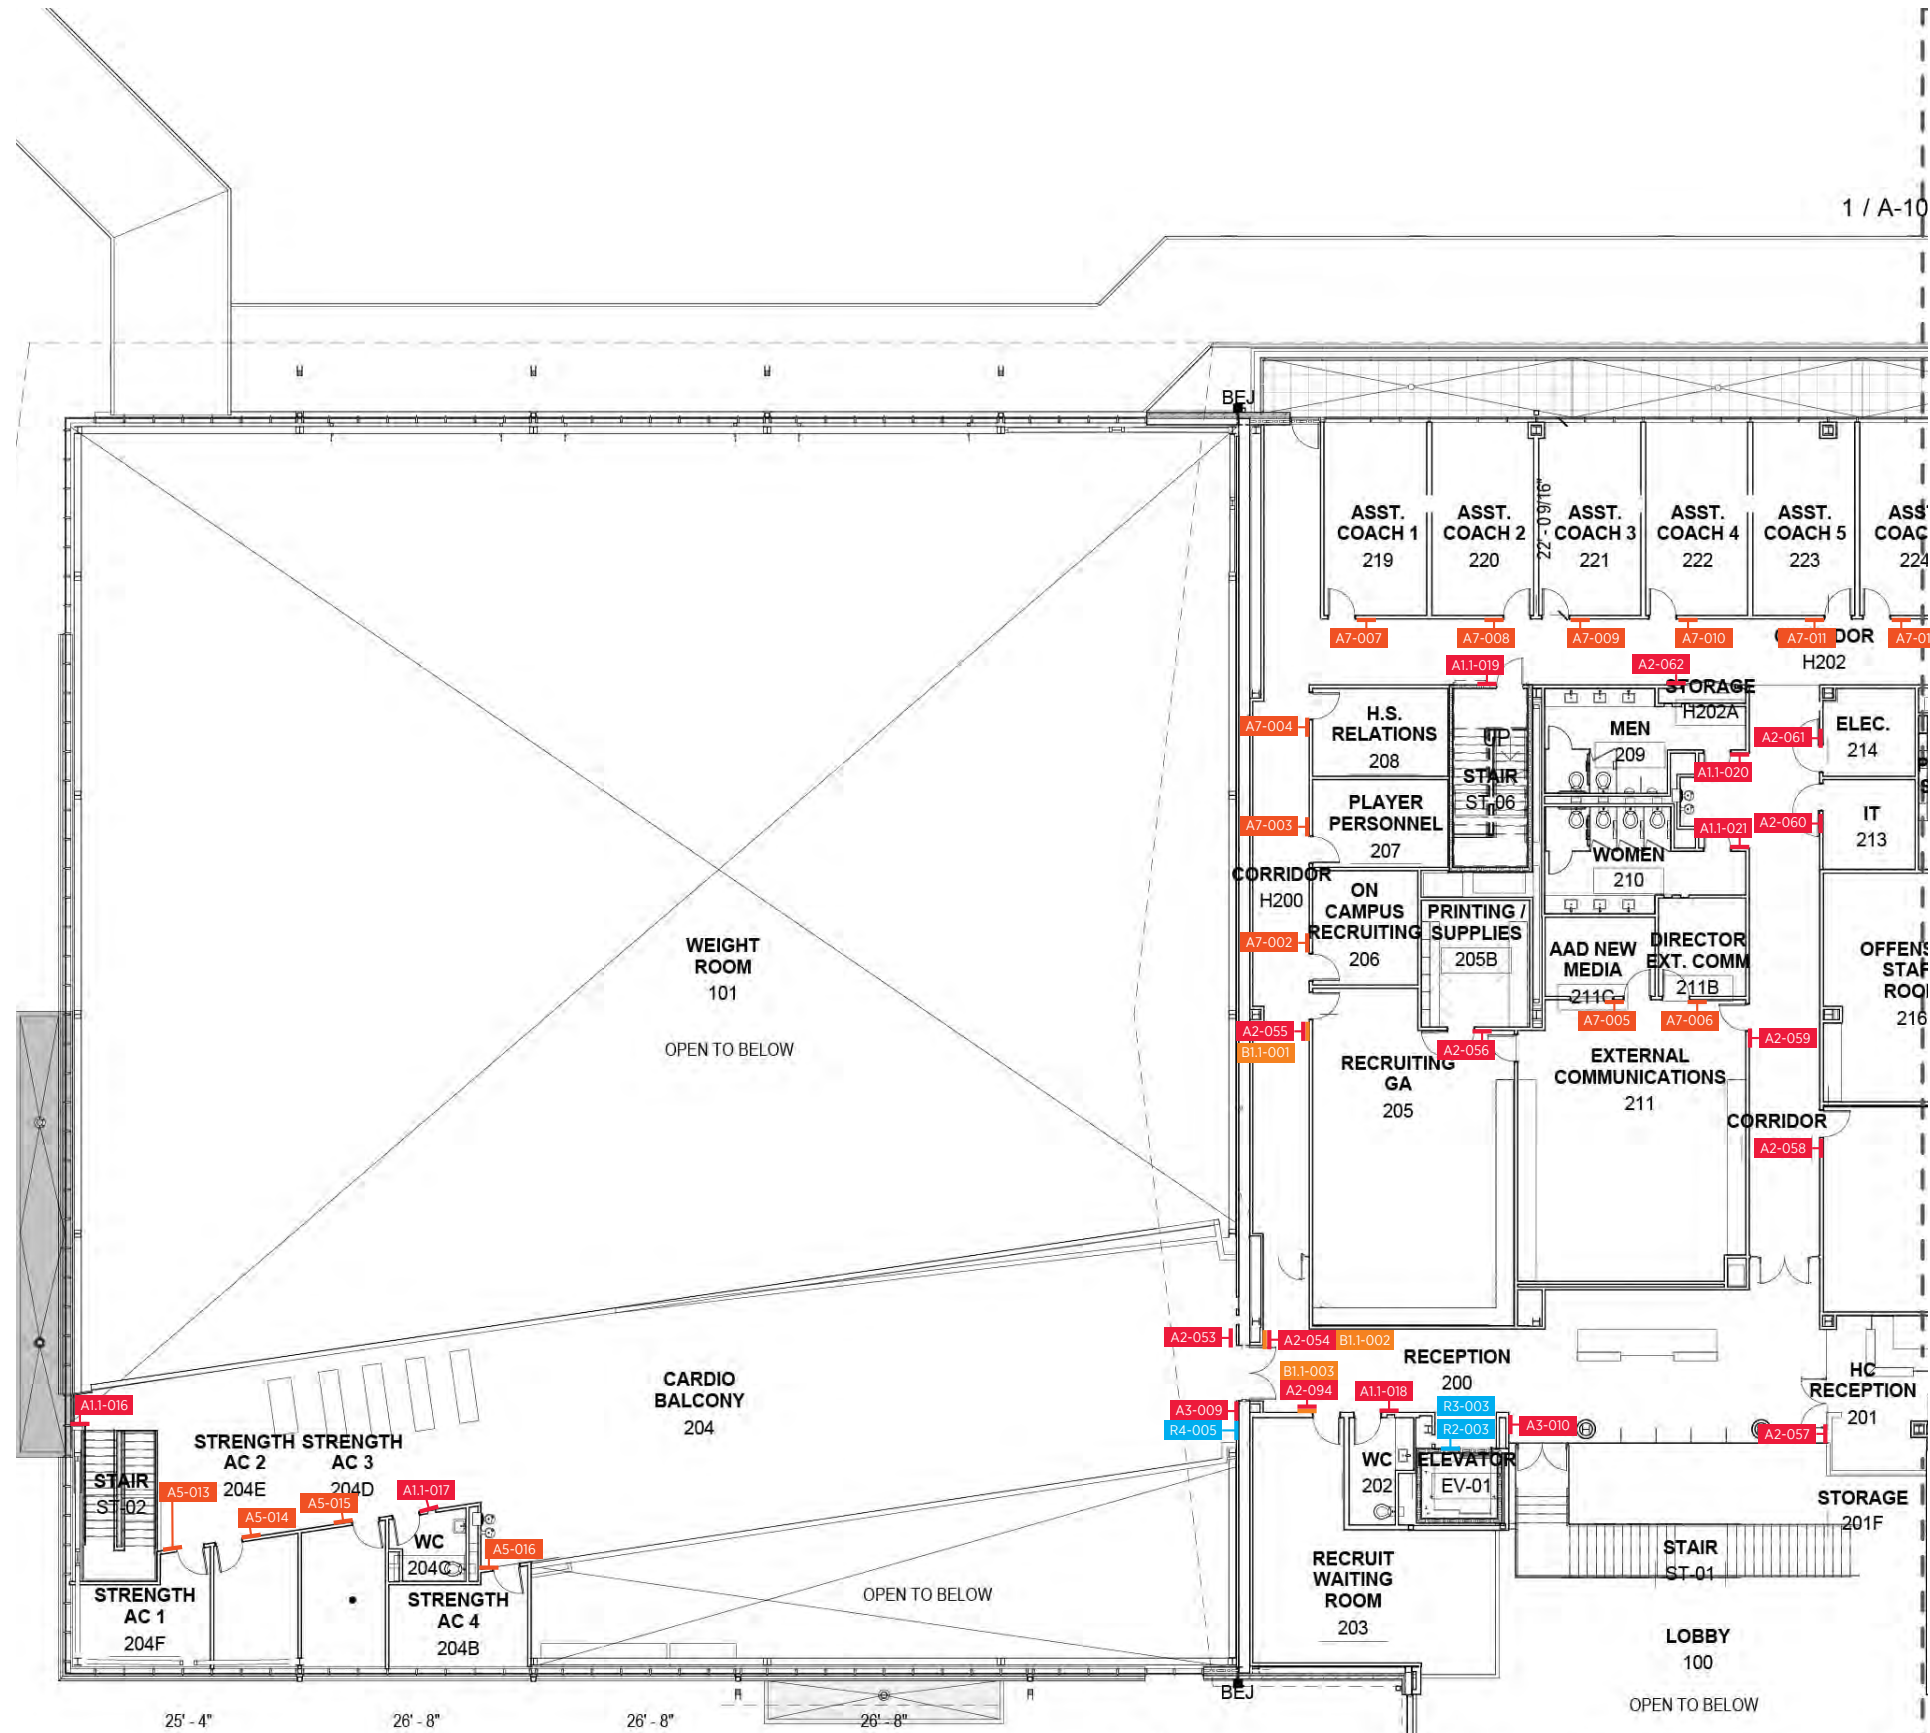 1 / A-10
BEJ
22' - 0 9/16"
ASST.
COACH 1
219
ASST.
COACH 2
220
ASST.
COACH 3
221
ASST.
COACH 4
222
ASST.
COACH 5
223
ASS
COAC
224
A7-007
A7-008
A7-009
A7-010
A7-011
A7-01
H202
A1.1-019
A2-062
STORAGE
H202A
A7-004
H.S.
RELATIONS
208
UP
STAIR
ST-06
MEN
209
A2-061
ELEC.
214
A1.1-020
A7-003
PLAYER
PERSONNEL
207
A2-060
IT
213
A1.1-021
WOMEN
210
CORRIDOR
H200
ON
CAMPUS
RECRUITING
206
A7-002
PRINTING /
SUPPLIES
205B
AAD NEW
MEDIA
211C
DIRECTOR
EXT. COMM
211B
A7-005
A7-006
OFFENS
STAF
ROO
216
WEIGHT
ROOM
101
OPEN TO BELOW
A2-055
B1.1-001
A2-056
A2-059
RECRUITING
GA
205
EXTERNAL
COMMUNICATIONS
211
CORRIDOR
A2-058
A2-053
A2-054
B1.1-002
RECEPTION
200
B1.1-003
A2-094
A1.1-018
R3-003
R2-003
A3-009
R4-005
A3-010
HC
RECEPTION
201
A2-057
CARDIO
BALCONY
204
A1.1-016
STRENGTH
AC 2
204E
STRENGTH
AC 3
204D
STAIR
ST-02
A5-013
A5-014
A5-015
A1.1-017
WC
204C
A5-016
STRENGTH
AC 1
204F
STRENGTH
AC 4
204B
OPEN TO BELOW
WC
202
ELEVATOR
EV-01
STORAGE
201F
STAIR
ST-01
RECRUIT
WAITING
ROOM
203
LOBBY
100
OPEN TO BELOW
BEJ
25' - 4"
26' - 8"
26' - 8"
26' - 8"